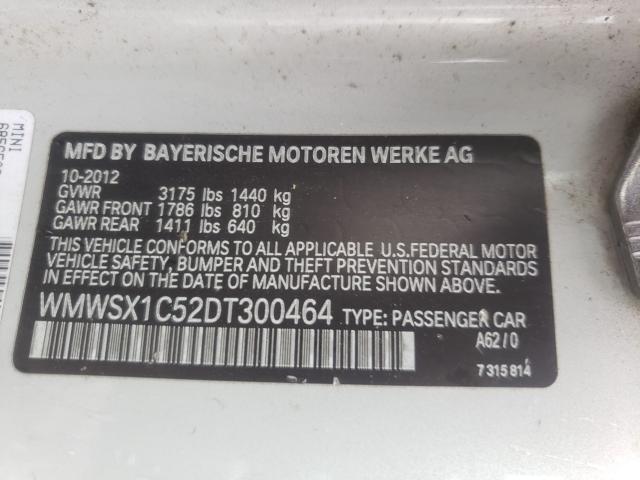 MFD BY BAYERISCHE MOTOREN WERKE AG
10-2012
GVWR 3175 lbs 1440 kg
GAWR FRONT 1786 lbs 810 kg
GAWR REAR 1411 lbs 640 kg
THIS VEHICLE CONFORMS TO ALL APPLICABLE U.S.FEDERAL MOTOR
VEHICLE SAFETY, BUMPER AND THEFT PREVENTION STANDARDS
IN EFFECT ON THE DATE OF MANUFACTURE SHOWN ABOVE.
WMWSX1C52DT300464 TYPE: PASSENGER CAR
A62/0
7315814
MINI